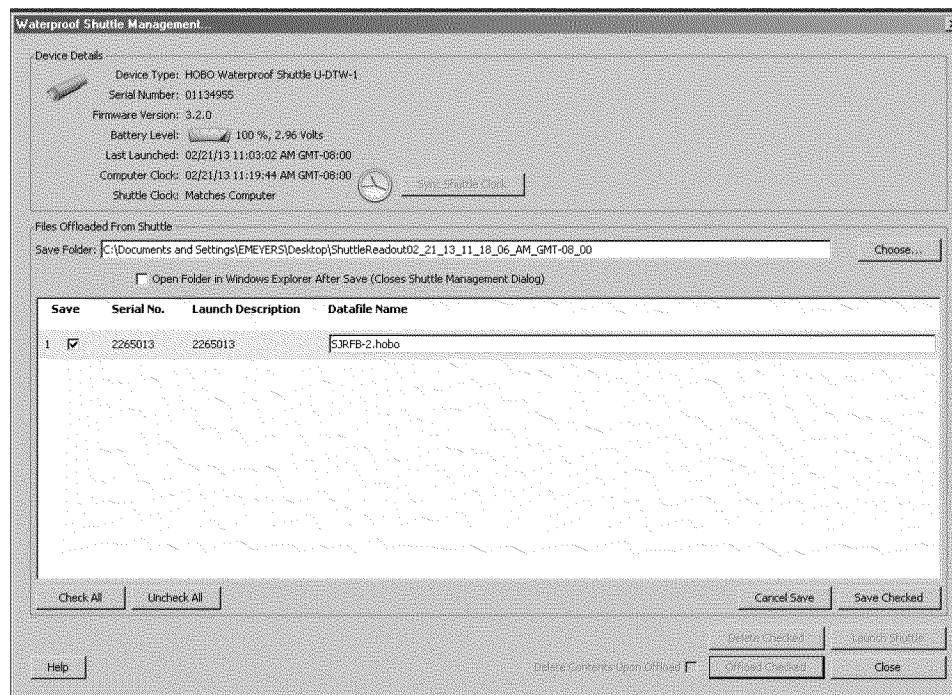 Waterproof Shuttle Management...
Device Details
Device Type: HOBO Waterproof Shuttle U-DTW-1
Serial Number: 01134955
Firmware Version: 3.2.0
Battery Level: 100 %, 2.96 Volts
Last Launched: 02/21/13 11:03:02 AM GMT-08:00
Computer Clock: 02/21/13 11:19:44 AM GMT-08:00
Sync Shuttle Clock
Shuttle Clock: Matches Computer
Files Offloaded From Shuttle
Save Folder: C:\Documents and Settings\EMEYERS\Desktop\ShuttleReadout02_21_13_11_18_06_AM_GMT-08_00 Choose...
Open Folder in Windows Explorer After Save (Closes Shuttle Management Dialog)
Save Serial No. Launch Description Datafile Name
1 2265013 2265013 SJRFB-2.hobo
Check All Uncheck All Cancel Save Save Checked
Delete Checked Launch Shuttle
Help Delete Contents Upon Offload Offload Checked Close